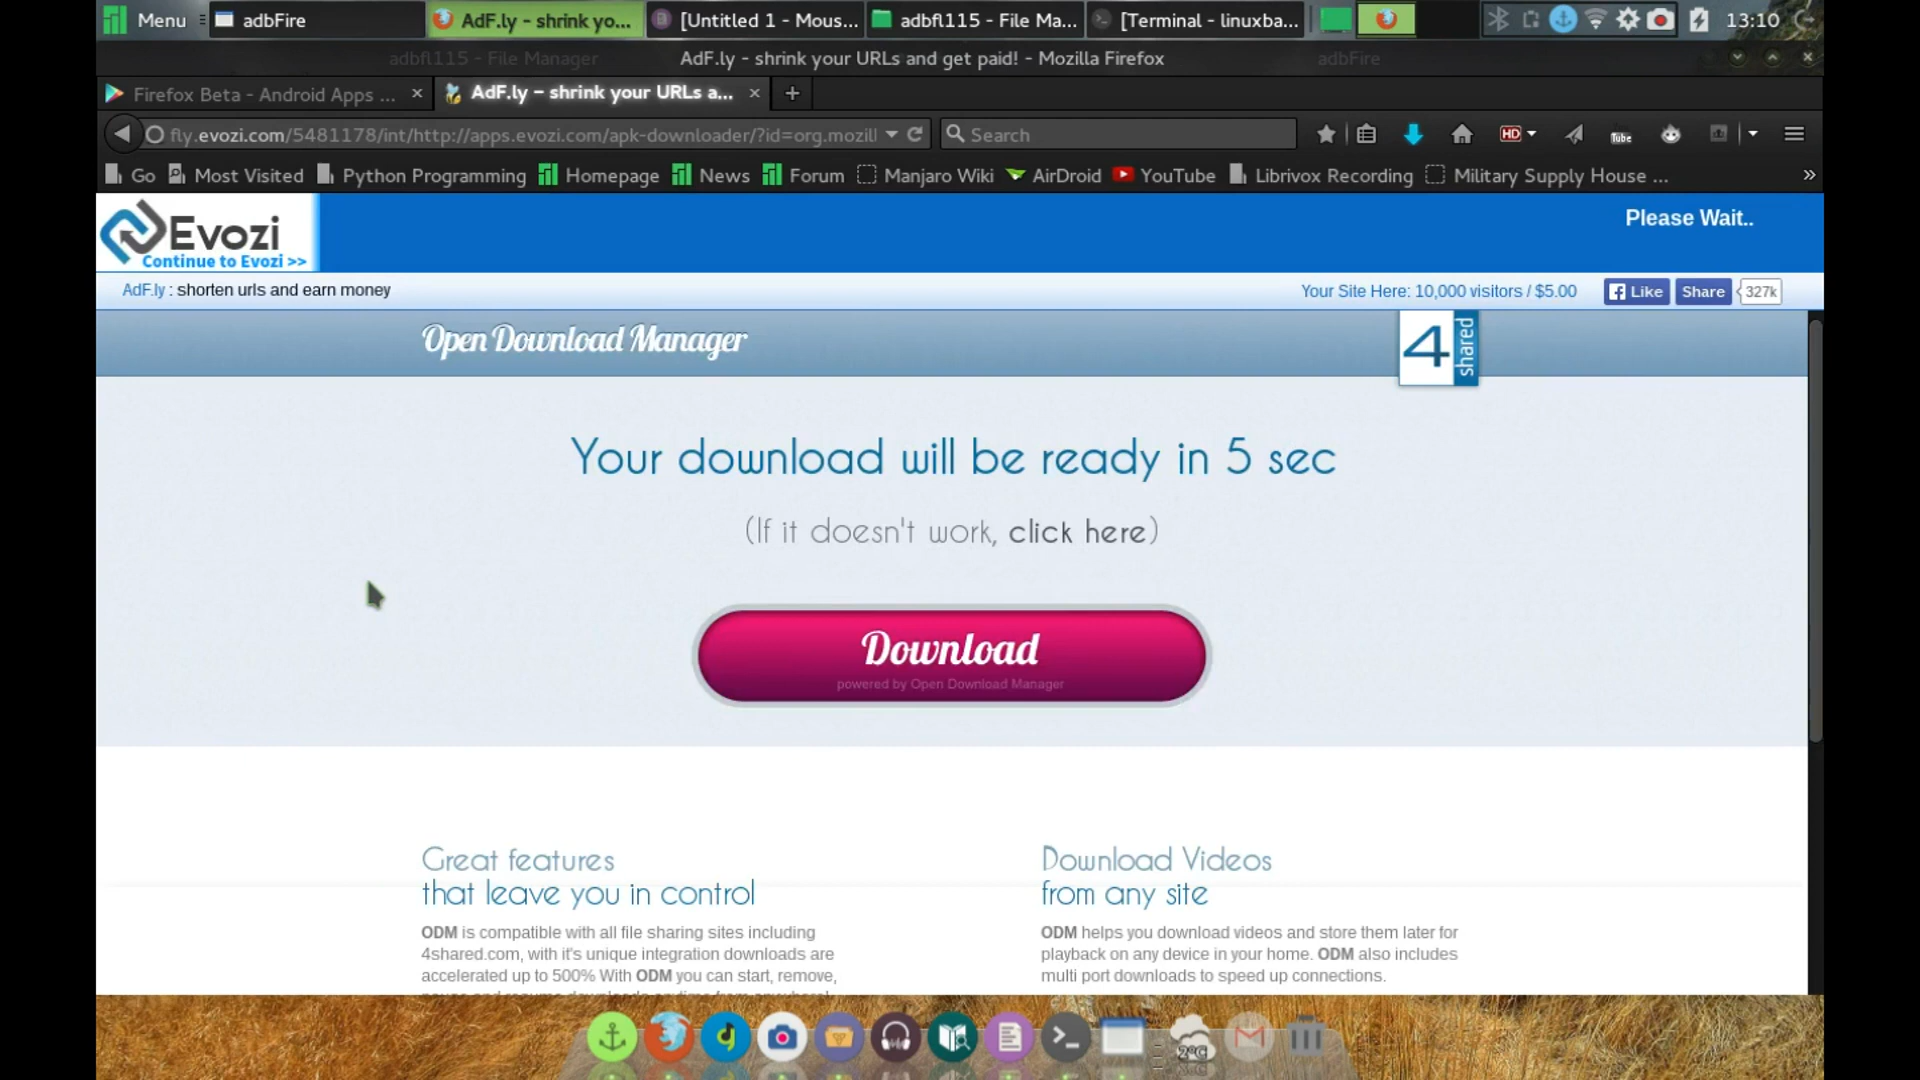 Menu
adbFire
AdF.ly - shrink yo...
[Untitled 1 - Mous...
adbfl115 - File Ma...
[Terminal - linuxba...
13:10
adbfl115 - File Manager
AdF.ly - shrink your URLs and get paid! - Mozilla Firefox
adbFire
Firefox Beta - Android Apps ...
AdF.ly – shrink your URLs a...
fly.evozi.com/5481178/int/http://apps.evozi.com/apk-downloader/?id=org.mozill
Search
HD
Tube
Go
Most Visited
Python Programming
Homepage
News
Forum
Manjaro Wiki
AirDroid
YouTube
Librivox Recording
Military Supply House ...
»
Evozi
Continue to Evozi >>
Please Wait..
AdF.ly : shorten urls and earn money
Your Site Here: 10,000 visitors / $5.00
Like
Share
327k
Open Download Manager
4 shared
Your download will be ready in 5 sec
(If it doesn't work, click here)
Download
powered by Open Download Manager
Great features
that leave you in control
ODM is compatible with all file sharing sites including
4shared.com, with it's unique integration downloads are
accelerated up to 500% With ODM you can start, remove,
Download Videos
from any site
ODM helps you download videos and store them later for
playback on any device in your home. ODM also includes
multi port downloads to speed up connections.
2°C